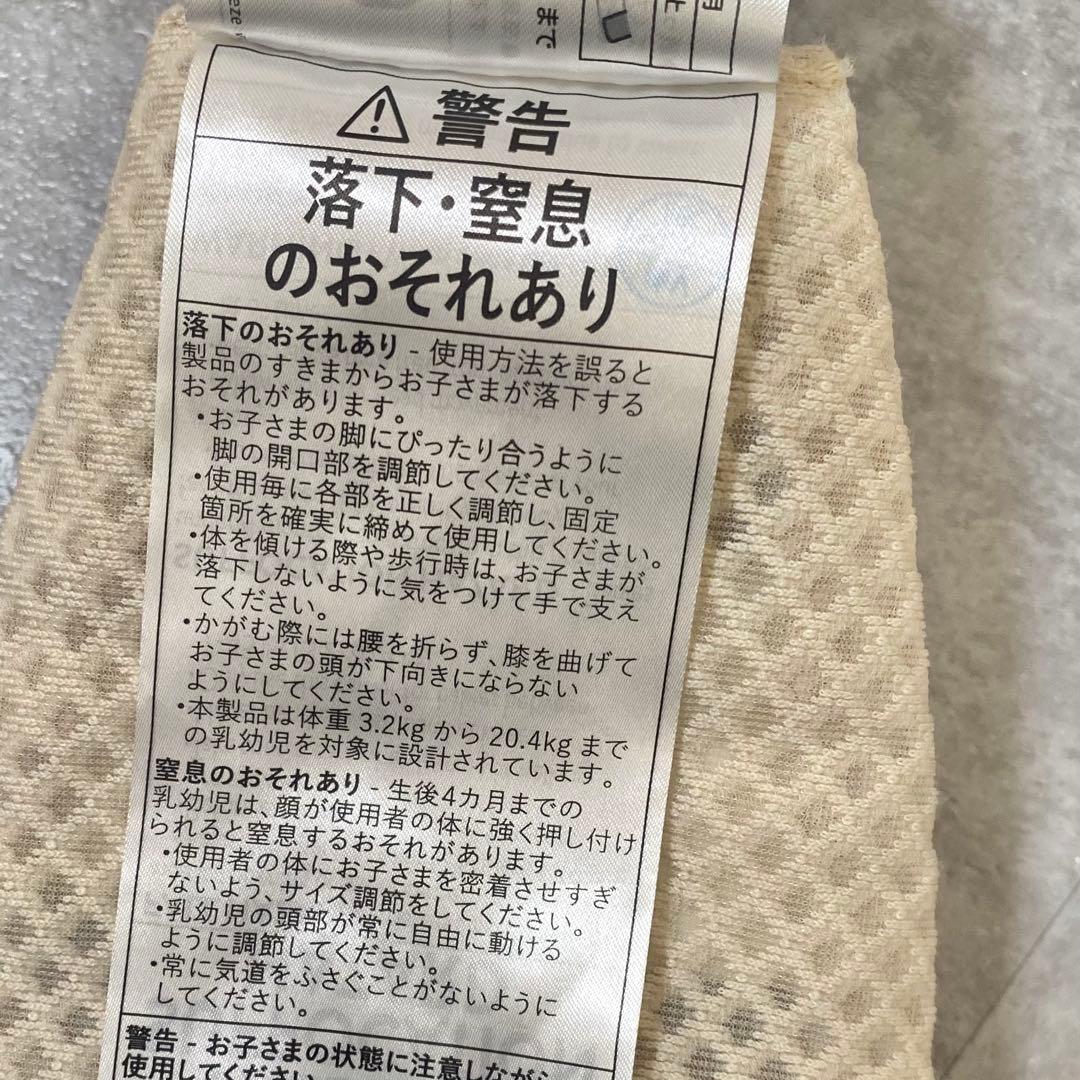 月
まで
警告
落下・窒息
のおそれあり
落下のおそれあり - 使用方法を誤ると
製品のすきまからお子さまが落下する
おそれがあります。
・お子さまの脚にぴったり合うように
脚の開口部を調節してください。
・使用毎に各部を正しく調節し、固定
箇所を確実に締めて使用してください。
・体を傾ける際や歩行時は、お子さまが
落下しないように気をつけて手で支え
てください。
・かがむ際には腰を折らず、膝を曲げて
お子さまの頭が下向きにならない
ようにしてください。
・本製品は体重 3.2kg から 20.4kg まで
の乳幼児を対象に設計されています。
窒息のおそれあり - 生後4カ月までの
乳幼児は、顔が使用者の体に強く押し付け
られると窒息するおそれがあります。
・使用者の体にお子さまを密着させすぎ
ないよう、サイズ調節をしてください。
・乳幼児の頭部が常に自由に動ける
ように調節してください。
・常に気道をふさぐことがないように
してください。
警告 - お子さまの状態に注意しながら
使用してください